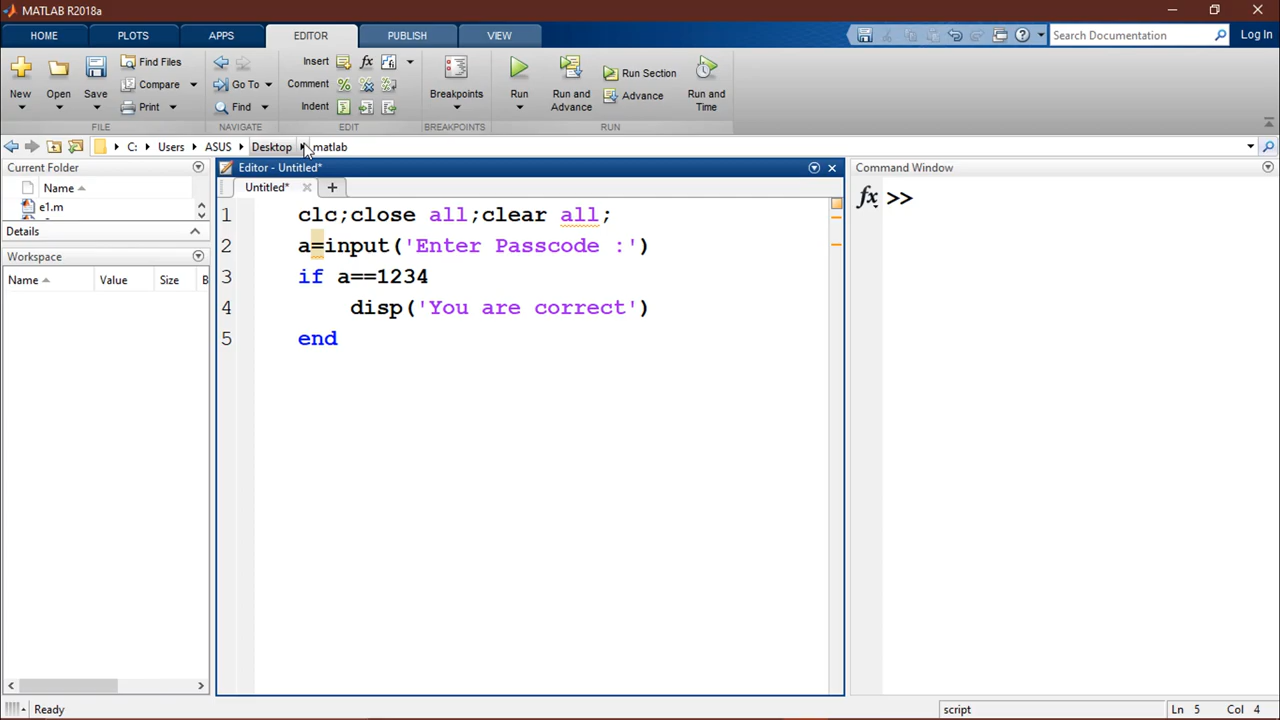 MATLAB R2018a
HOME PLOTS APPS EDITOR PUBLISH VIEW Search Documentation Log In
New Open Save Find Files Compare Print Go To Find Insert Comment Indent fx Breakpoints Run Run and Advance Run Section Advance Run and Time
FILE NAVIGATE EDIT BREAKPOINTS RUN
C: Users ASUS Desktop matlab
Current Folder
Name
e1.m
Details
Workspace
Name Value Size B
Editor - Untitled*
Untitled*
1 clc;close all;clear all;
2 a=input('Enter Passcode :')
3 if a==1234
4 disp('You are correct')
5 end
Command Window
fx >>
Ready script Ln 5 Col 4